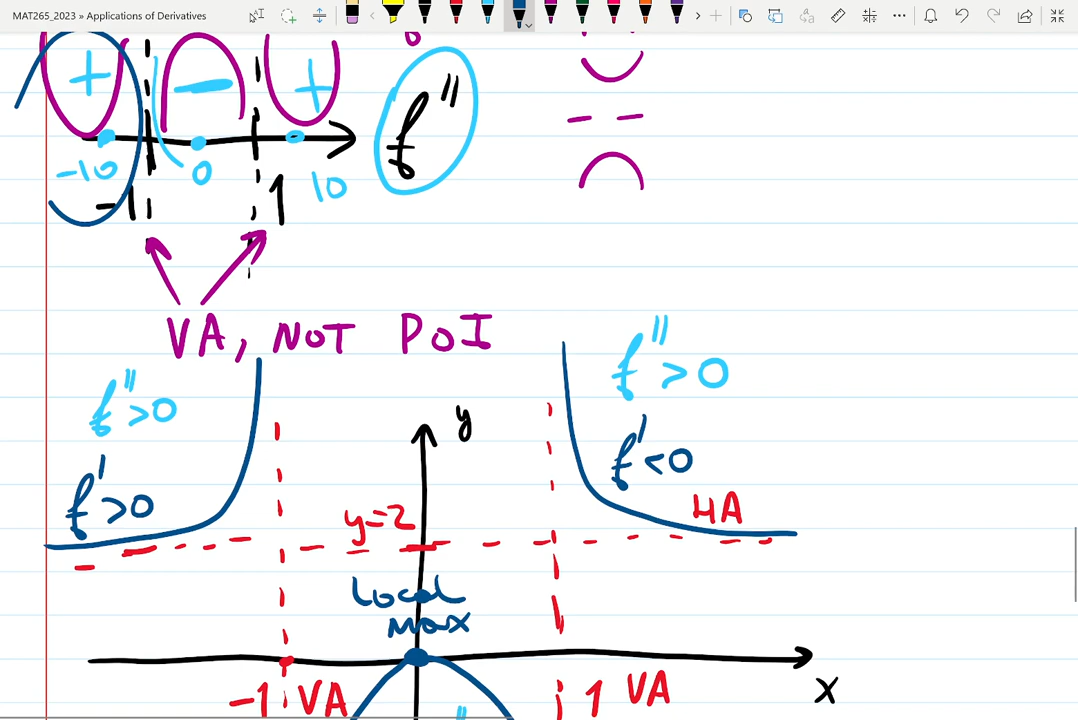 MAT265_2023 » Applications of Derivatives
+ − + f''
-10 0 10
-1 1
VA, NOT POI
f''>0 f''>0
y
f'>0 f'<0
y=2 HA
Local
max
-1 VA 1 VA x